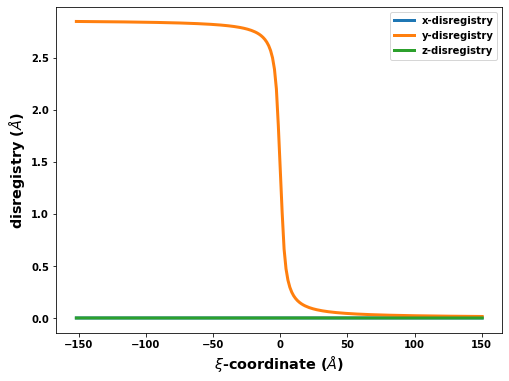 x-disregistry
y-disregistry
z-disregistry
disregistry (Å)
2.5
2.0
1.5
1.0
0.5
0.0
−150 −100 −50 0 50 100 150
ξ-coordinate (Å)